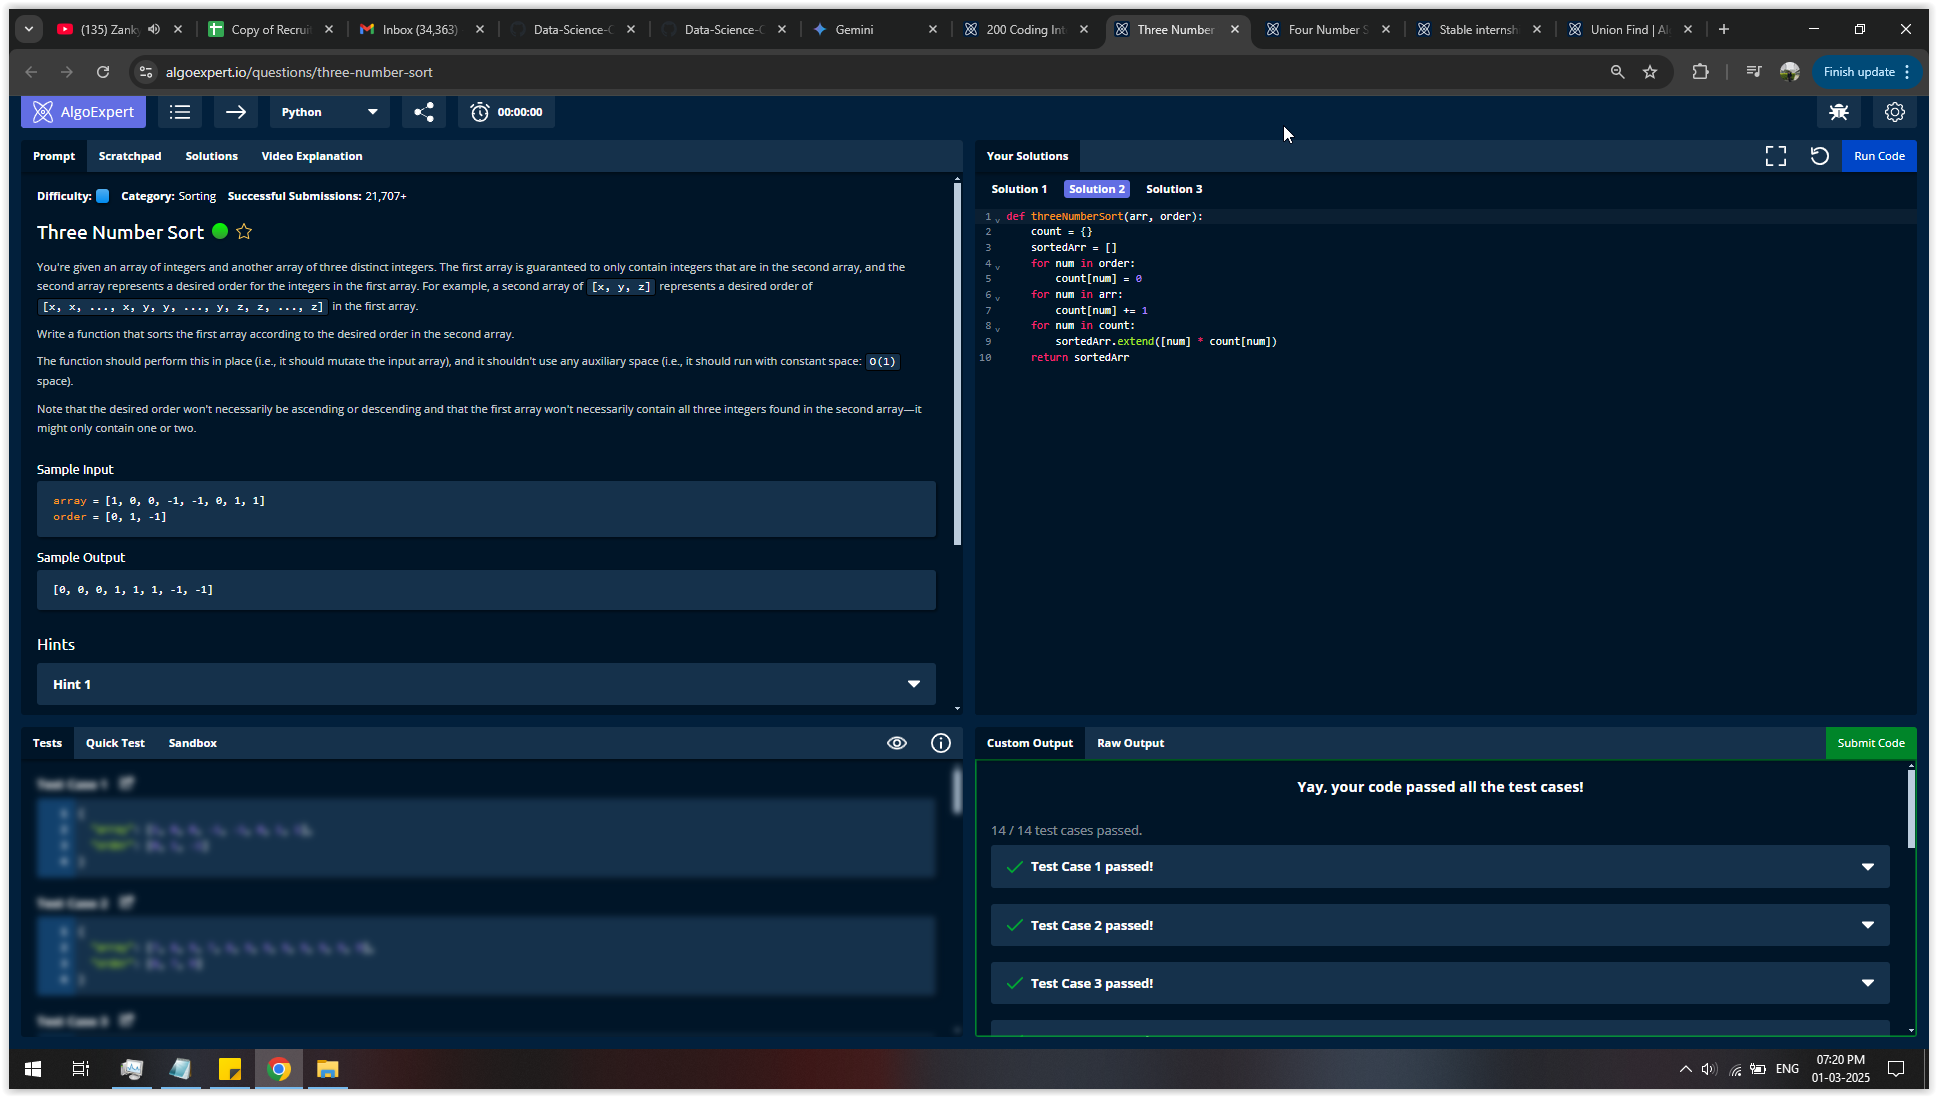 (135) Zanky
Copy of Recruit
Inbox (34,363)
Data-Science-C
Data-Science-C
Gemini
200 Coding Int
Three Number
Four Number S
Stable internsh
Union Find | Al
algoexpert.io/questions/three-number-sort
Finish update
AlgoExpert
Python
00:00:00
Prompt
Scratchpad
Solutions
Video Explanation
Difficulty:
Category: Sorting
Successful Submissions: 21,707+
Three Number Sort
You're given an array of integers and another array of three distinct integers. The first array is guaranteed to only contain integers that are in the second array, and the
second array represents a desired order for the integers in the first array. For example, a second array of [x, y, z] represents a desired order of
[x, x, ..., x, y, y, ..., y, z, z, ..., z] in the first array.
Write a function that sorts the first array according to the desired order in the second array.
The function should perform this in place (i.e., it should mutate the input array), and it shouldn't use any auxiliary space (i.e., it should run with constant space: O(1)
space).
Note that the desired order won't necessarily be ascending or descending and that the first array won't necessarily contain all three integers found in the second array—it
might only contain one or two.
Sample Input
array = [1, 0, 0, -1, -1, 0, 1, 1]
order = [0, 1, -1]
Sample Output
[0, 0, 0, 1, 1, 1, -1, -1]
Hints
Hint 1
Your Solutions
Run Code
Solution 1
Solution 2
Solution 3
1 def threeNumberSort(arr, order):
2 count = {}
3 sortedArr = []
4 for num in order:
5 count[num] = 0
6 for num in arr:
7 count[num] += 1
8 for num in count:
9 sortedArr.extend([num] * count[num])
10 return sortedArr
Tests
Quick Test
Sandbox
Test Case 1
Test Case 2
Test Case 3
Custom Output
Raw Output
Submit Code
Yay, your code passed all the test cases!
14 / 14 test cases passed.
Test Case 1 passed!
Test Case 2 passed!
Test Case 3 passed!
ENG
07:20 PM
01-03-2025